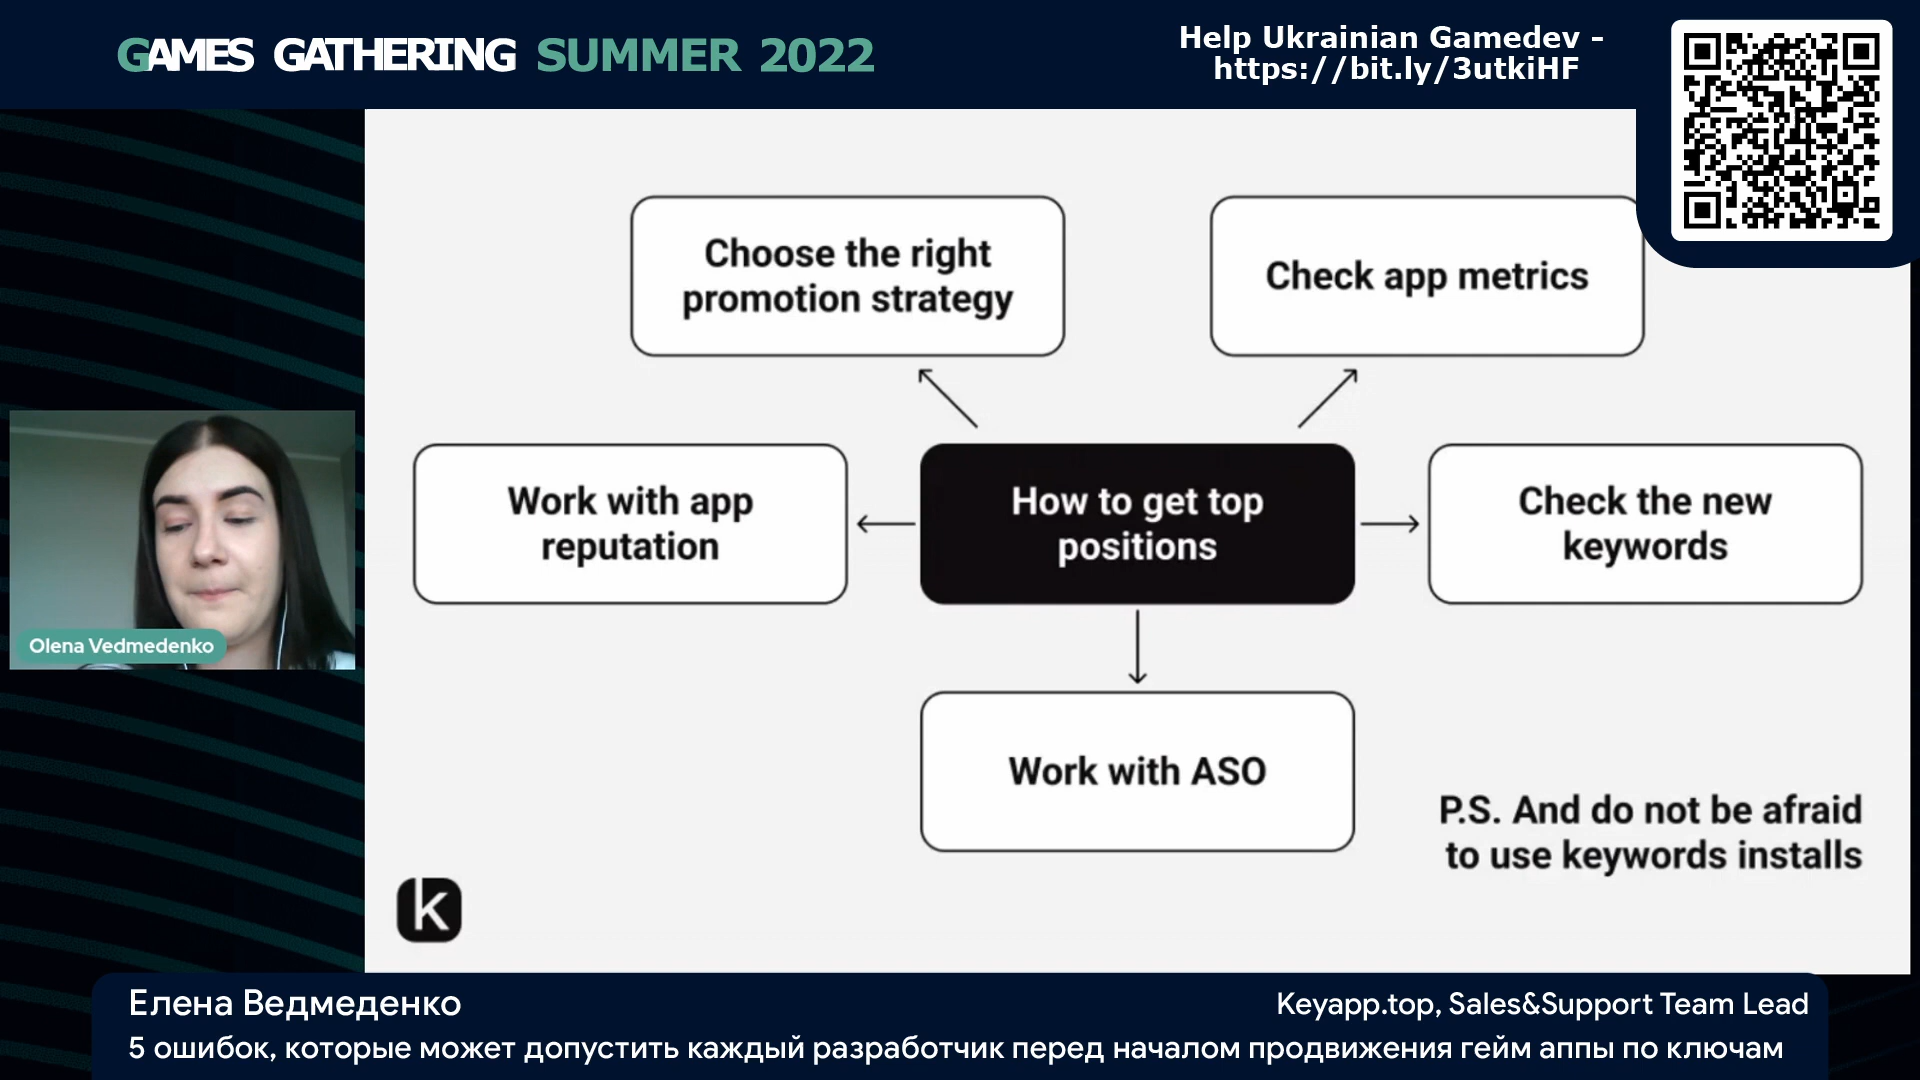 GAMES GATHERING SUMMER 2022
Help Ukrainian Gamedev -
https://bit.ly/3utkiHF
Choose the right
promotion strategy
Check app metrics
Work with app
reputation
How to get top
positions
Check the new
keywords
Work with ASO
P.S. And do not be afraid
to use keywords installs
k
Olena Vedmedenko
Елена Ведмеденко
Keyapp.top, Sales&Support Team Lead
5 ошибок, которые может допустить каждый разработчик перед началом продвижения гейм аппы по ключам